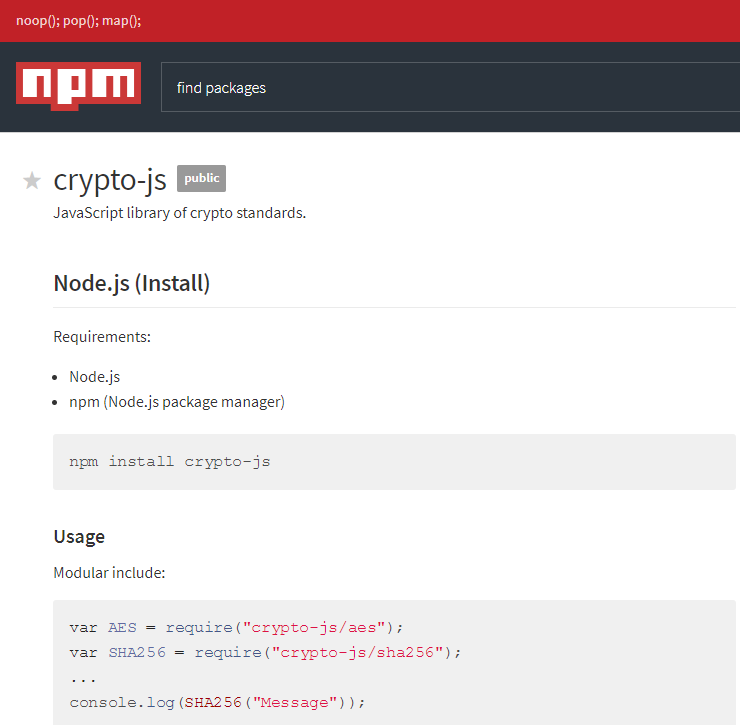 noop(); pop(); map();
npm
find packages
crypto-js public
JavaScript library of crypto standards.
Node.js (Install)
Requirements:
Node.js
npm (Node.js package manager)
npm install crypto-js
Usage
Modular include:
var AES = require("crypto-js/aes");
var SHA256 = require("crypto-js/sha256");
...
console.log(SHA256("Message"));